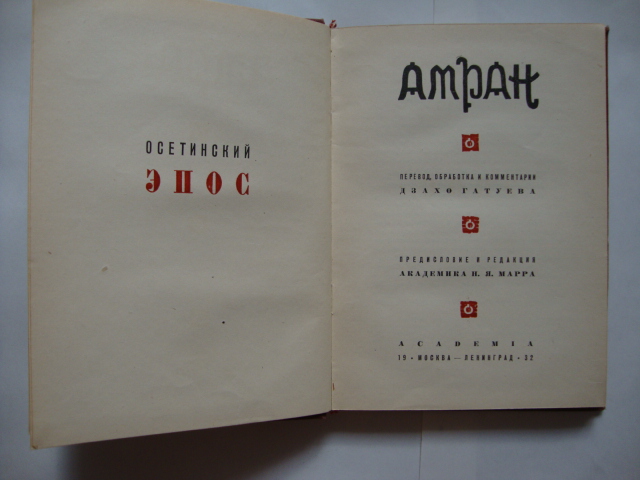 ОСЕТИНСКИЙ
ЭПОС
АМРАН
ПЕРЕВОД, ОБРАБОТКА И КОММЕНТАРИИ
ДЗАХО ГАТУЕВА
ПРЕДИСЛОВИЕ И РЕДАКЦИЯ
АКАДЕМИКА Н. Я. МАРРА
ACADEMIA
19 • МОСКВА — ЛЕНИНГРАД • 32